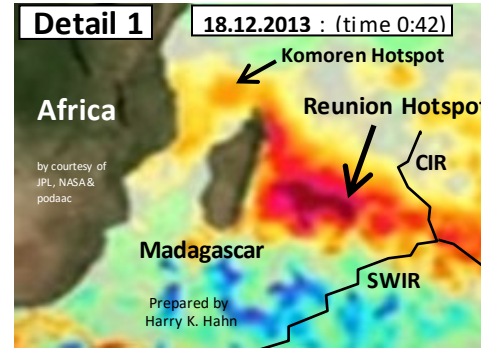 Detail 1
18.12.2013 : (time 0:42)
Komoren Hotspot
Africa
Reunion Hotspot
by courtesy of
JPL, NASA &
podaac
CIR
Madagascar
SWIR
Prepared by
Harry K. Hahn